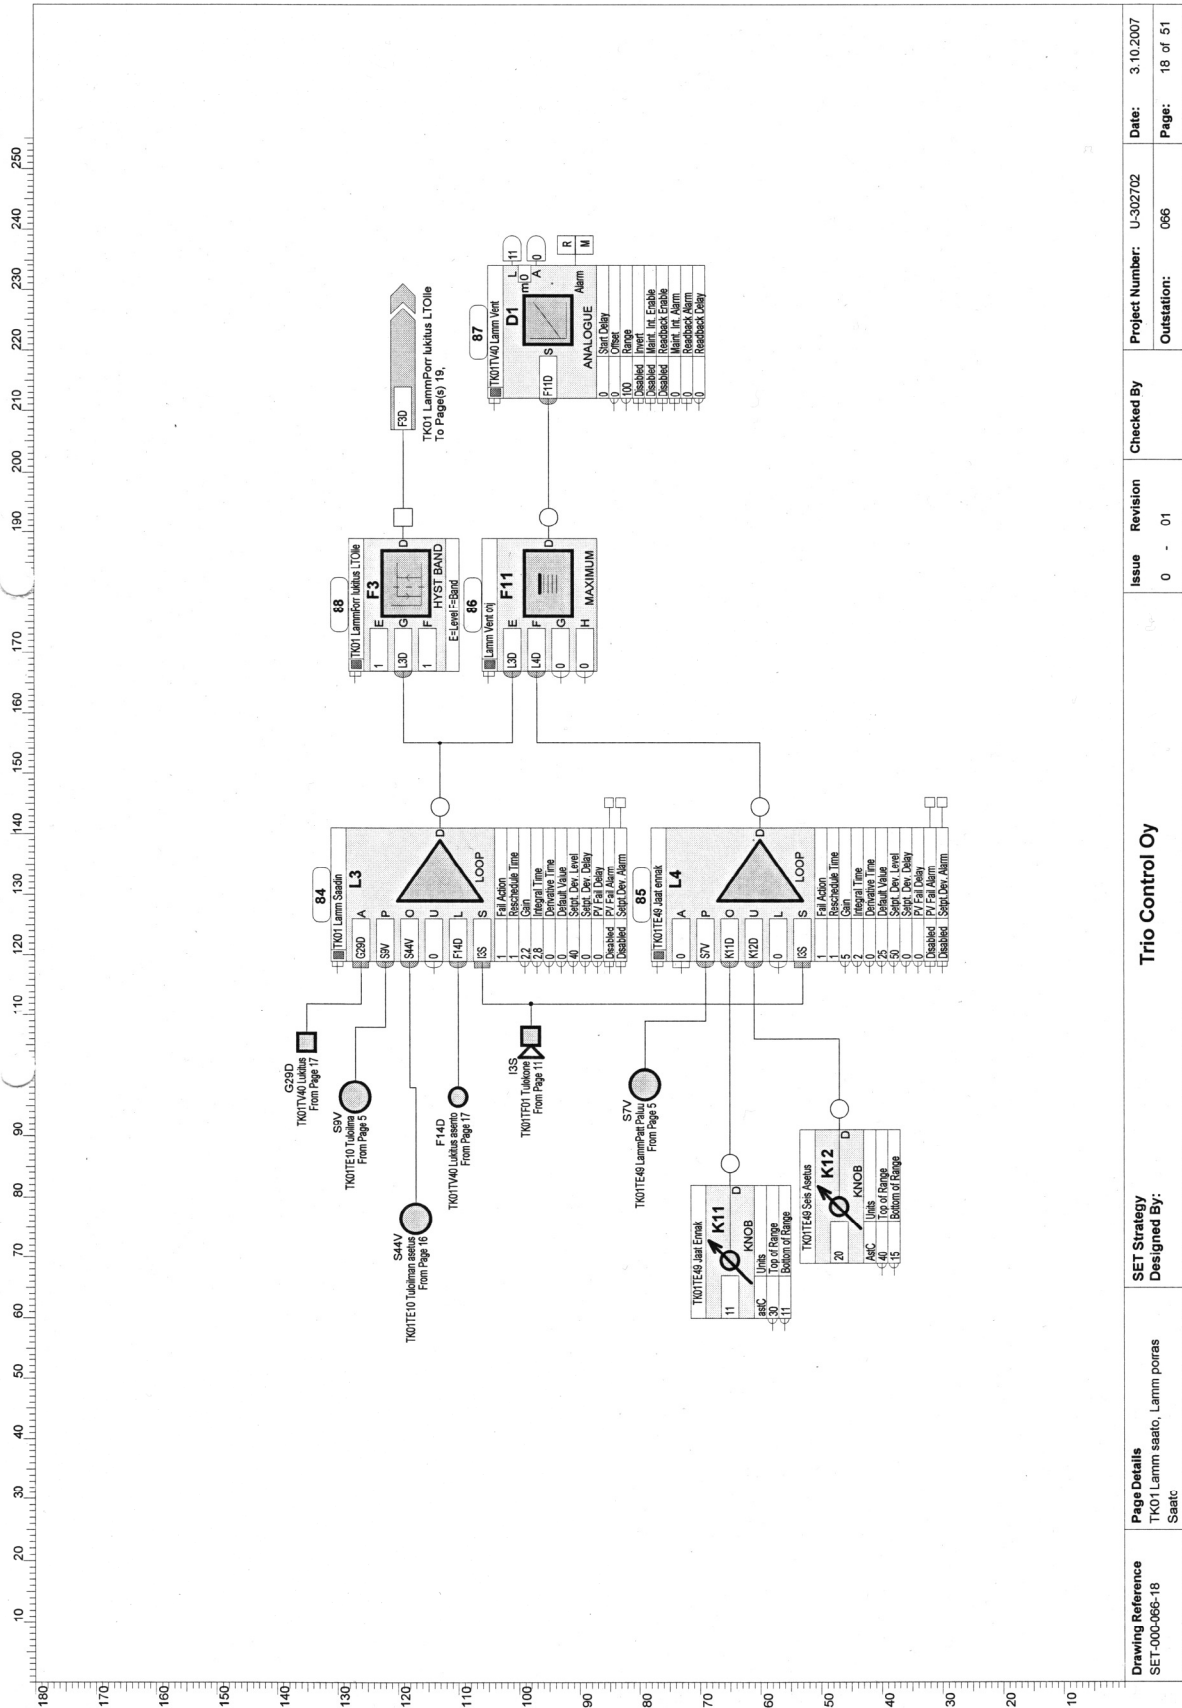 TK01 LammPorr lukitus LTOlle
To Page(s) 19,
F3D
88
TK01 LammPorr lukitus LTOlle
F3
1 E
L3D G
1 F
D
HYST BAND
E=Level F=Band
86
Lamm Vent ohj
F11
L3D E
L4D F
0 G
0 H
D
MAXIMUM
87
TK01TV40 Lamm Vent
D1
F11D S
L 11
m 0
A 0
Alarm
R
M
ANALOGUE
0 Start Delay
0 Offset
100 Range
Disabled Invert
Disabled Maint. Int. Enable
Disabled Readback Enable
0 Maint. Int. Alarm
0 Readback Alarm
0 Readback Delay
84
TK01 Lamm Saadin
L3
G29D A
S9V P
S44V O
0 U
F14D L
I3S S
D
LOOP
1 Fail Action
1 Reschedule Time
2,2 Gain
2,8 Integral Time
0 Derivative Time
0 Default Value
40 Setpt. Dev. Level
0 Setpt. Dev. Delay
0 PV Fail Delay
Disabled PV Fail Alarm
Disabled Setpt.Dev. Alarm
85
TK01TE49 Jaat ennak
L4
0 A
S7V P
K11D O
K12D U
0 L
I3S S
D
LOOP
1 Fail Action
1 Reschedule Time
5 Gain
2 Integral Time
0 Derivative Time
25 Default Value
50 Setpt. Dev. Level
0 Setpt. Dev. Delay
0 PV Fail Delay
Disabled PV Fail Alarm
Disabled Setpt.Dev. Alarm
G29D
TK01TV40 Lukitus
From Page 17
S9V
TK01TE10 Tuloilma
From Page 5
S44V
TK01TE10 Tuloilman asetus
From Page 16
F14D
TK01TV40 Lukitus asento
From Page 17
I3S
TK01TF01 Tulokone
From Page 11
S7V
TK01TE49 LammPatt Paluu
From Page 5
TK01TE49 Jaat Ennak
K11
11
D
KNOB
astC Units
30 Top of Range
11 Bottom of Range
TK01TE49 Seis Asetus
K12
20
D
KNOB
AstC Units
40 Top of Range
15 Bottom of Range
10 20 30 40 50 60 70 80 90 110 120 130 140 150 160 170 180 190 200 210 220 230 240 250
180 170 160 150 140 130 120 110 100 90 80 70 60 50 40 30 20 10
Drawing Reference
SET-000-066-18
Page Details
TK01 Lamm saato, Lamm porras
Saato
SET Strategy
Designed By:
Trio Control Oy
Issue Revision
0 - 01
Checked By
Project Number: U-302702
Outstation: 066
Date: 3.10.2007
Page: 18 of 51